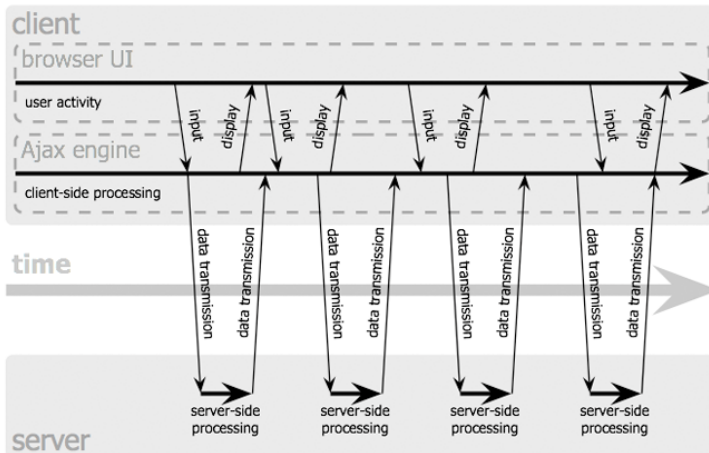 client
browser UI
user activity
input
display
input
display
input
display
input
display
Ajax engine
client-side processing
data transmission
data transmission
data transmission
data transmission
data transmission
data transmission
data transmission
data transmission
time
server-side
processing
server-side
processing
server-side
processing
server-side
processing
server